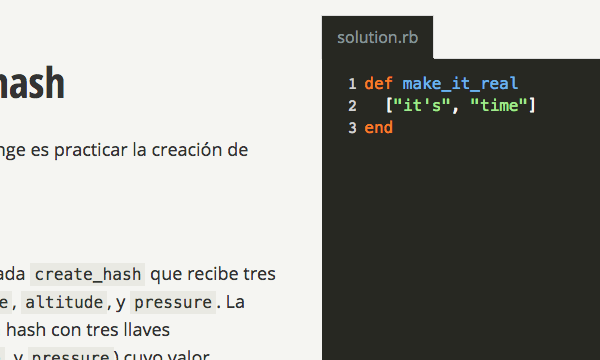 hash
nge es practicar la creación de
ada create_hash que recibe tres
e, altitude, y pressure. La
hash con tres llaves
, y pressure) cuyo valor
solution.rb
1 def make_it_real
2 ["it's", "time"]
3 end